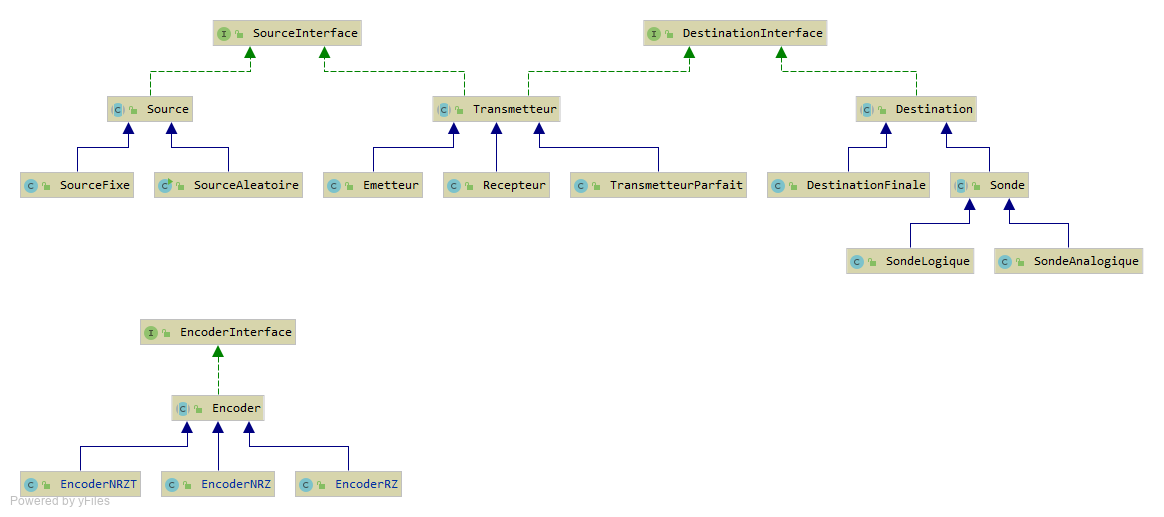 SourceInterface
DestinationInterface
Source
Transmetteur
Destination
SourceFixe
SourceAleatoire
Emetteur
Recepteur
TransmetteurParfait
DestinationFinale
Sonde
SondeLogique
SondeAnalogique
EncoderInterface
Encoder
EncoderNRZT
EncoderNRZ
EncoderRZ
Powered by yFiles